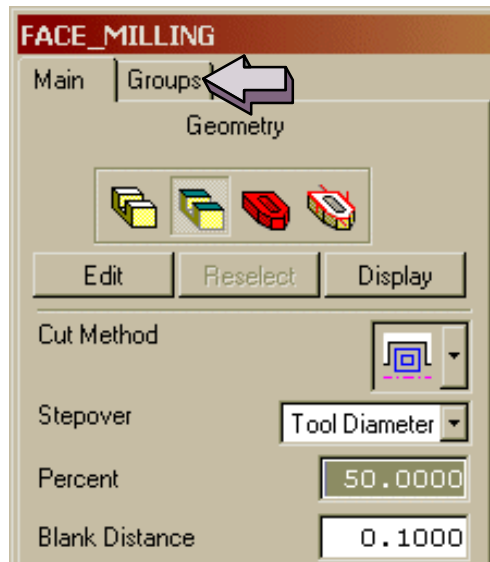 FACE_MILLING
Main Groups
Geometry
Edit Reselect Display
Cut Method
Stepover Tool Diameter
Percent 50.0000
Blank Distance 0.1000